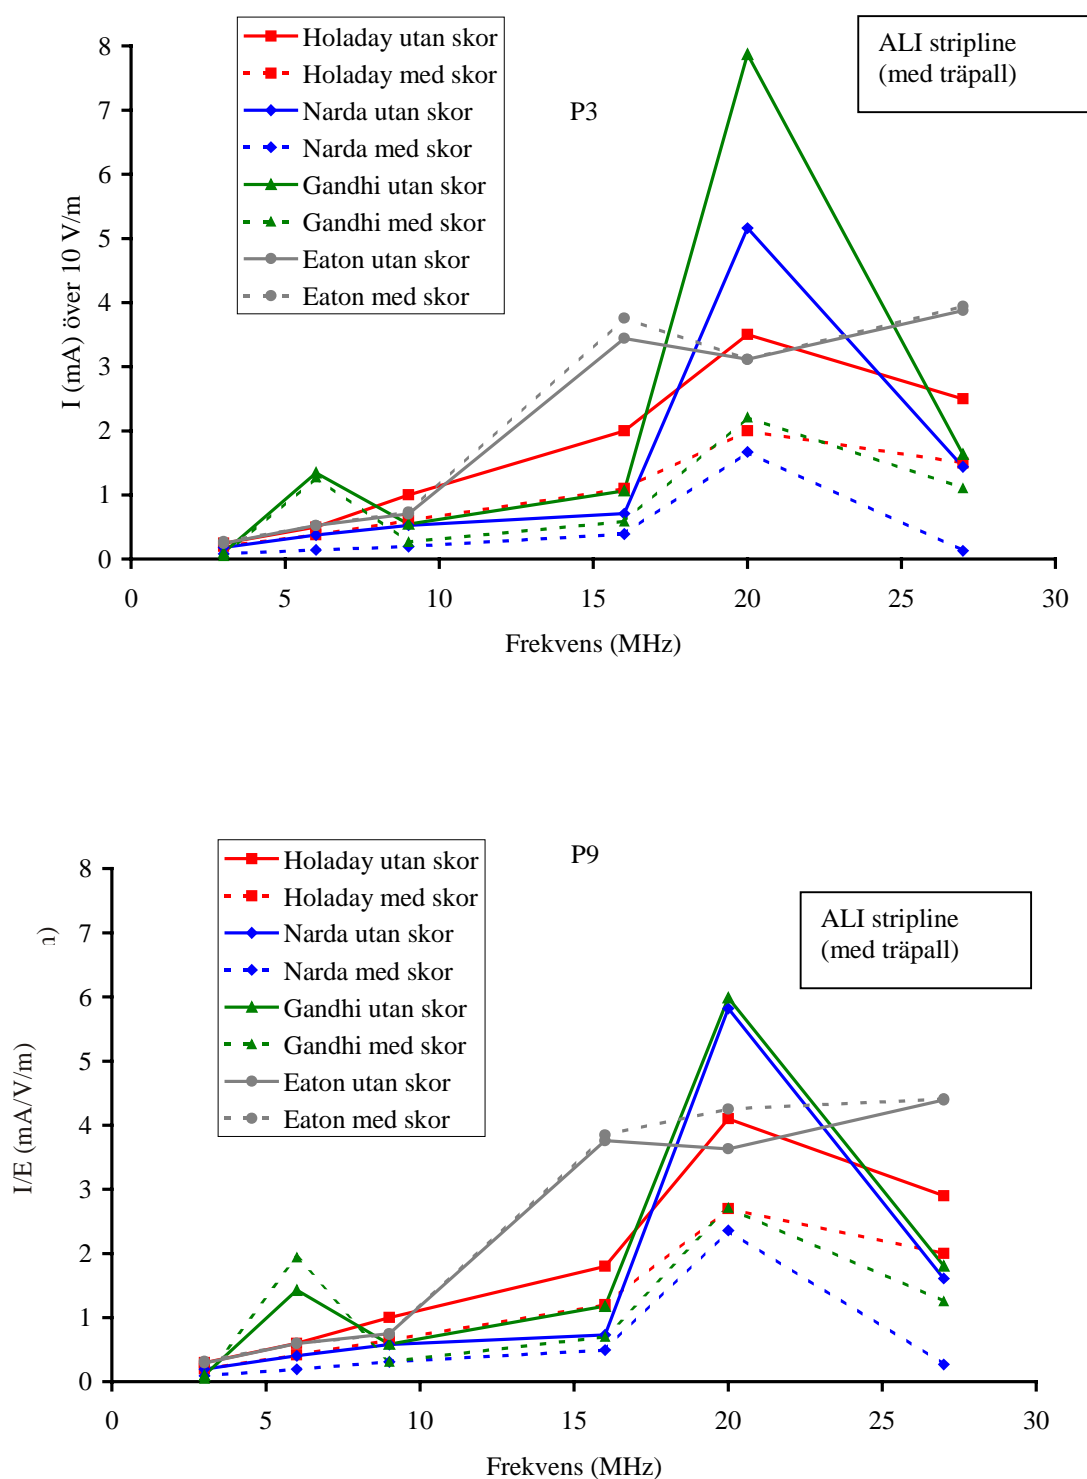 Holaday utan skor
Holaday med skor
Narda utan skor
Narda med skor
Gandhi utan skor
Gandhi med skor
Eaton utan skor
Eaton med skor
P3
ALI stripline
(med träpall)
I (mA) över 10 V/m
8
7
6
5
4
3
2
1
0
0 5 10 15 20 25 30
Frekvens (MHz)
Holaday utan skor
Holaday med skor
Narda utan skor
Narda med skor
Gandhi utan skor
Gandhi med skor
Eaton utan skor
Eaton med skor
P9
ALI stripline
(med träpall)
I/E (mA/V/m)
8
7
6
5
4
3
2
1
0
0 5 10 15 20 25 30
Frekvens (MHz)